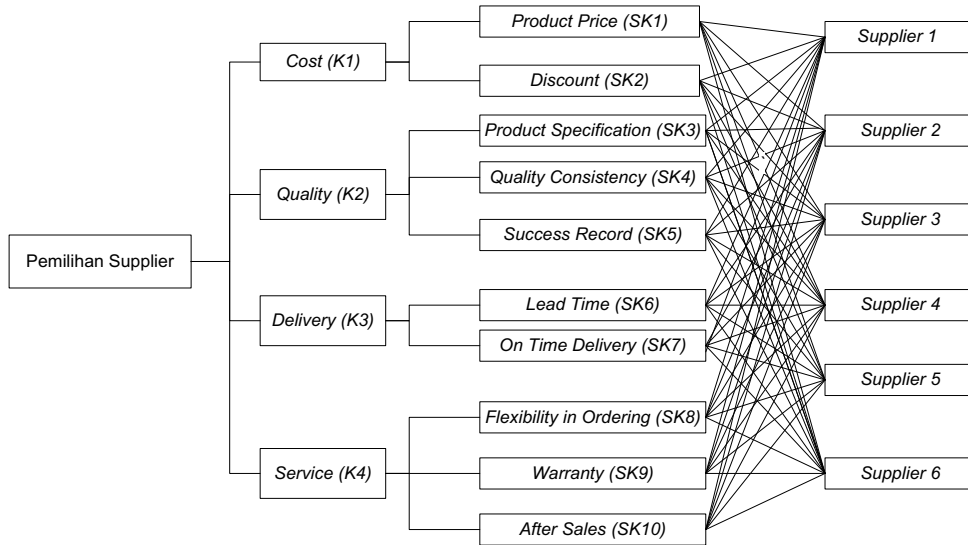 Pemilihan Supplier
Cost (K1)
Quality (K2)
Delivery (K3)
Service (K4)
Product Price (SK1)
Discount (SK2)
Product Specification (SK3)
Quality Consistency (SK4)
Success Record (SK5)
Lead Time (SK6)
On Time Delivery (SK7)
Flexibility in Ordering (SK8)
Warranty (SK9)
After Sales (SK10)
Supplier 1
Supplier 2
Supplier 3
Supplier 4
Supplier 5
Supplier 6